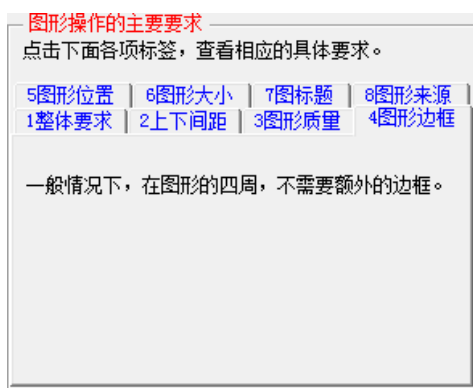 图形操作的主要要求
点击下面各项标签，查看相应的具体要求。
5图形位置 6图形大小 7图标题 8图形来源
1整体要求 2上下间距 3图形质量 4图形边框
一般情况下，在图形的四周，不需要额外的边框。